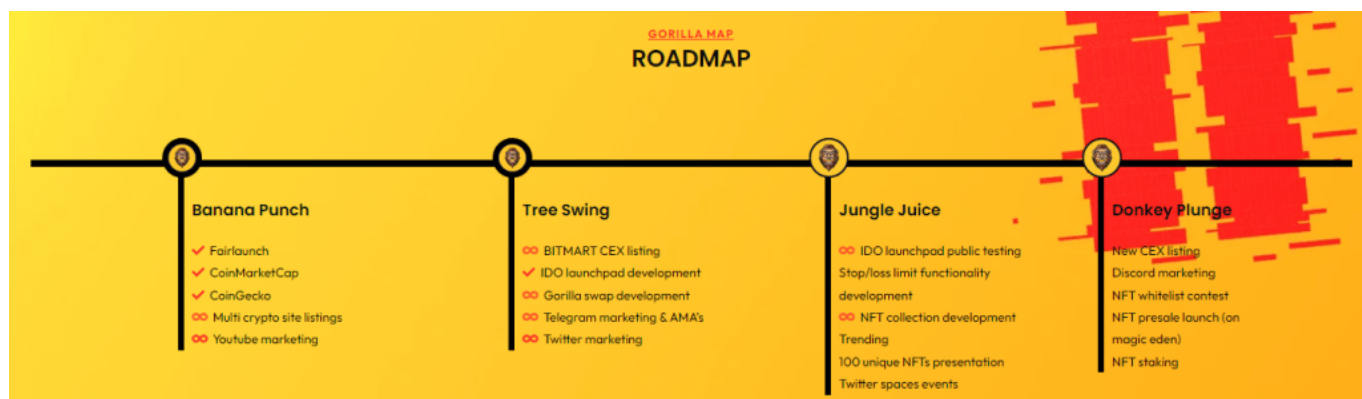 GORILLA MAP
ROADMAP
Banana Punch
✓ Fairlaunch
✓ CoinMarketCap
✓ CoinGecko
∞ Multi crypto site listings
∞ Youtube marketing
Tree Swing
∞ BITMART CEX listing
✓ IDO launchpad development
∞ Gorilla swap development
∞ Telegram marketing & AMA's
∞ Twitter marketing
Jungle Juice
∞ IDO launchpad public testing
Stop/loss limit functionality
development
∞ NFT collection development
Trending
100 unique NFTs presentation
Twitter spaces events
Donkey Plunge
New CEX listing
Discord marketing
NFT whitelist contest
NFT presale launch (on
magic eden)
NFT staking